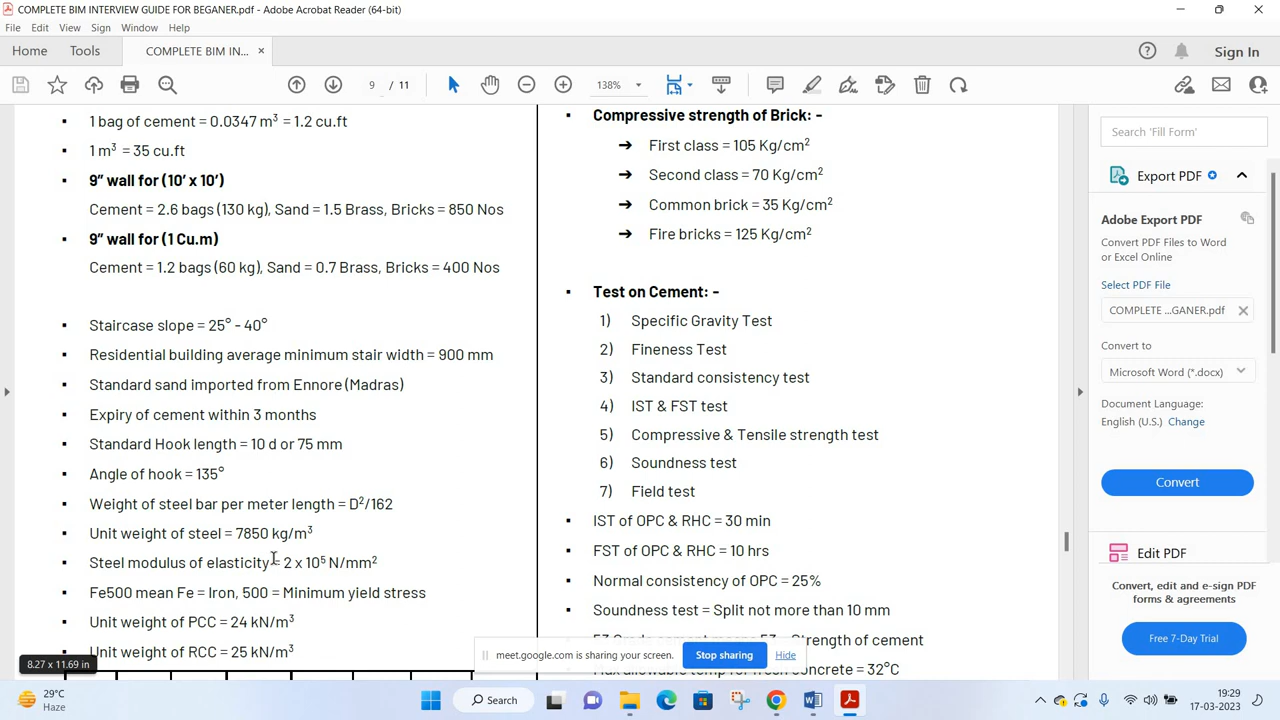 COMPLETE BIM INTERVIEW GUIDE FOR BEGANER.pdf - Adobe Acrobat Reader (64-bit)
File Edit View Sign Window Help
Home Tools COMPLETE BIM IN... ×
Sign In
9 / 11
138%
1 bag of cement = 0.0347 m³ = 1.2 cu.ft
1 m³ = 35 cu.ft
9” wall for (10’ x 10’)
Cement = 2.6 bags (130 kg), Sand = 1.5 Brass, Bricks = 850 Nos
9” wall for (1 Cu.m)
Cement = 1.2 bags (60 kg), Sand = 0.7 Brass, Bricks = 400 Nos
Staircase slope = 25° - 40°
Residential building average minimum stair width = 900 mm
Standard sand imported from Ennore (Madras)
Expiry of cement within 3 months
Standard Hook length = 10 d or 75 mm
Angle of hook = 135°
Weight of steel bar per meter length = D²/162
Unit weight of steel = 7850 kg/m³
Steel modulus of elasticity = 2 x 10⁵ N/mm²
Fe500 mean Fe = Iron, 500 = Minimum yield stress
Unit weight of PCC = 24 kN/m³
Unit weight of RCC = 25 kN/m³
8.27 x 11.69 in
Compressive strength of Brick: -
➔ First class = 105 Kg/cm²
➔ Second class = 70 Kg/cm²
➔ Common brick = 35 Kg/cm²
➔ Fire bricks = 125 Kg/cm²
Test on Cement: -
1) Specific Gravity Test
2) Fineness Test
3) Standard consistency test
4) IST & FST test
5) Compressive & Tensile strength test
6) Soundness test
7) Field test
IST of OPC & RHC = 30 min
FST of OPC & RHC = 10 hrs
Normal consistency of OPC = 25%
Soundness test = Split not more than 10 mm
Strength of cement
concrete = 32°C
meet.google.com is sharing your screen. Stop sharing Hide
Search 'Fill Form'
Export PDF
Adobe Export PDF
Convert PDF Files to Word
or Excel Online
Select PDF File
COMPLETE ...GANER.pdf
Convert to
Microsoft Word (*.docx)
Document Language:
English (U.S.) Change
Convert
Edit PDF
Convert, edit and e-sign PDF
forms & agreements
Free 7-Day Trial
29°C
Haze
Search
19:29
17-03-2023